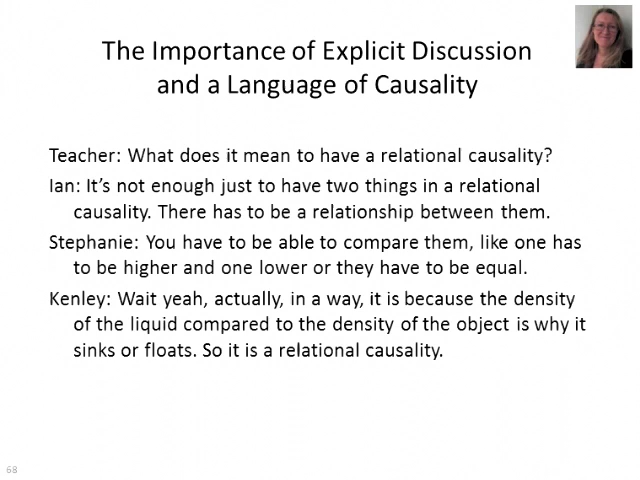 The Importance of Explicit Discussion
and a Language of Causality
Teacher: What does it mean to have a relational causality?
Ian: It's not enough just to have two things in a relational
causality. There has to be a relationship between them.
Stephanie: You have to be able to compare them, like one has
to be higher and one lower or they have to be equal.
Kenley: Wait yeah, actually, in a way, it is because the density
of the liquid compared to the density of the object is why it
sinks or floats. So it is a relational causality.
68